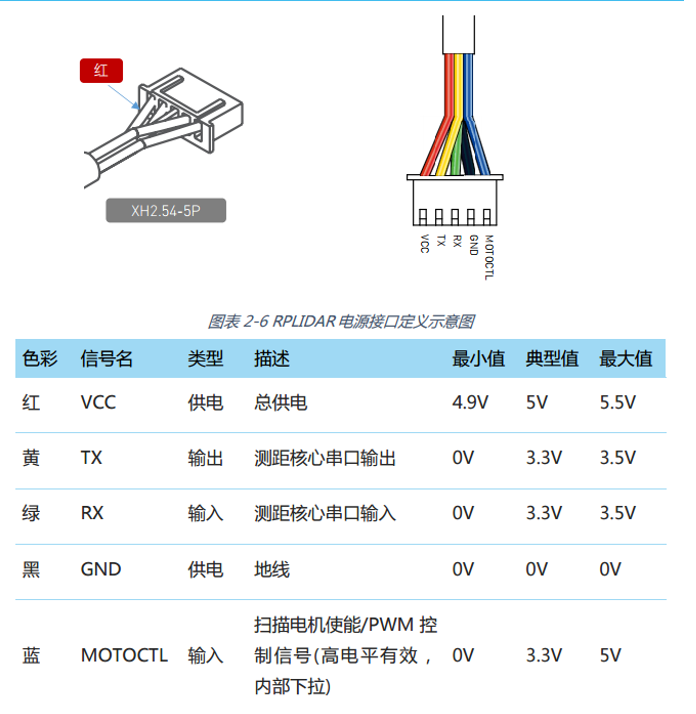 红
XH2.54-5P
VCC
TX
RX
GND
MOTOCTL
图表 2-6 RPLIDAR 电源接口定义示意图
色彩 信号名 类型 描述 最小值 典型值 最大值
红 VCC 供电 总供电 4.9V 5V 5.5V
黄 TX 输出 测距核心串口输出 0V 3.3V 3.5V
绿 RX 输入 测距核心串口输入 0V 3.3V 3.5V
黑 GND 供电 地线 0V 0V 0V
扫描电机使能/PWM 控
蓝 MOTOCTL 输入 制信号(高电平有效, 0V 3.3V 5V
内部下拉)